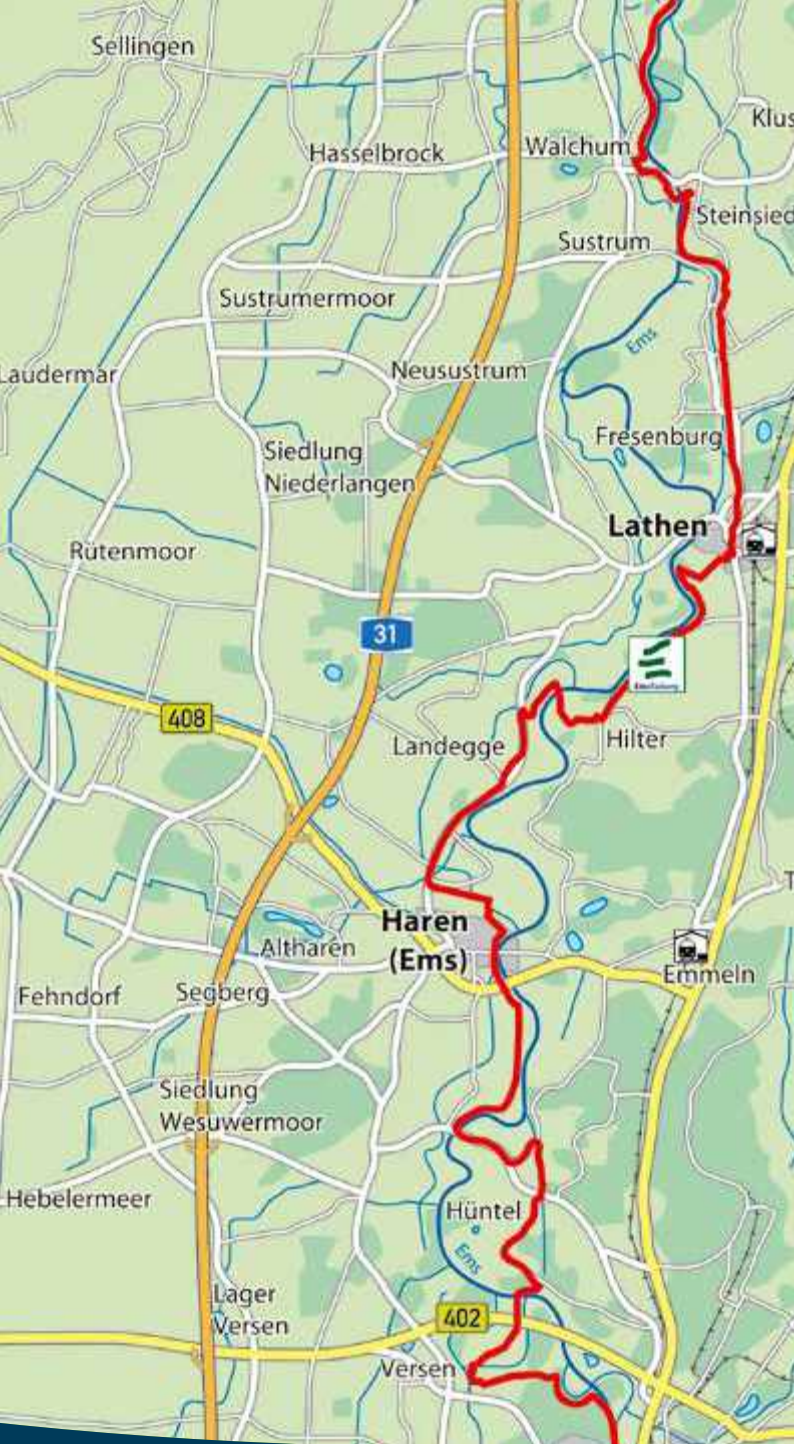 Sellingen
Klus
Hasselbrock
Walchum
Steinsied
Sustrum
Sustrumermoor
Ems
Laudermar
Neusustrum
Fresenburg
Siedlung
Niederlangen
Lathen
Rütenmoor
31
408
Landegge
Hilter
Haren
(Ems)
Altharen
Emmeln
Fehndorf
Segberg
Siedlung
Wesuwermoor
Hebelermeer
Hüntel
Ems
Lager
Versen
402
Versen